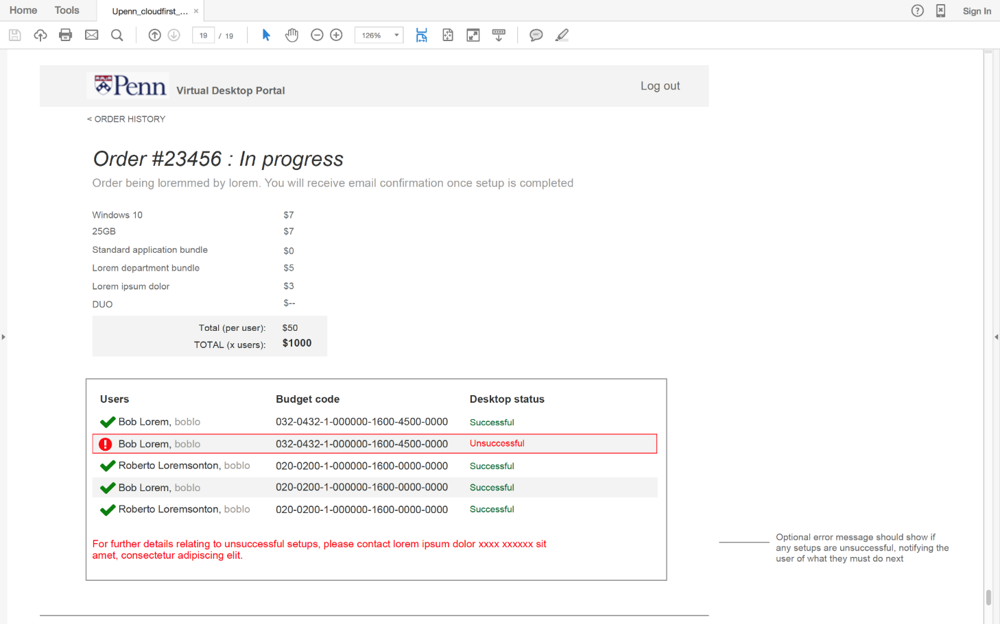 Home Tools Upenn_cloudfirst_... × Sign In
19 / 19 126%
Penn Virtual Desktop Portal Log out
< ORDER HISTORY
Order #23456 : In progress
Order being loremmed by lorem. You will receive email confirmation once setup is completed
Windows 10 $7
25GB $7
Standard application bundle $0
Lorem department bundle $5
Lorem ipsum dolor $3
DUO $--
Total (per user): $50
TOTAL (x users): $1000
Users Budget code Desktop status
Bob Lorem, boblo 032-0432-1-000000-1600-4500-0000 Successful
Bob Lorem, boblo 032-0432-1-000000-1600-4500-0000 Unsuccessful
Roberto Loremsonton, boblo 020-0200-1-000000-1600-0000-0000 Successful
Bob Lorem, boblo 020-0200-1-000000-1600-0000-0000 Successful
Roberto Loremsonton, boblo 020-0200-1-000000-1600-0000-0000 Successful
For further details relating to unsuccessful setups, please contact lorem ipsum dolor xxxx xxxxxx sit
amet, consectetur adipiscing elit.
Optional error message should show if
any setups are unsuccessful, notifying the
user of what they must do next